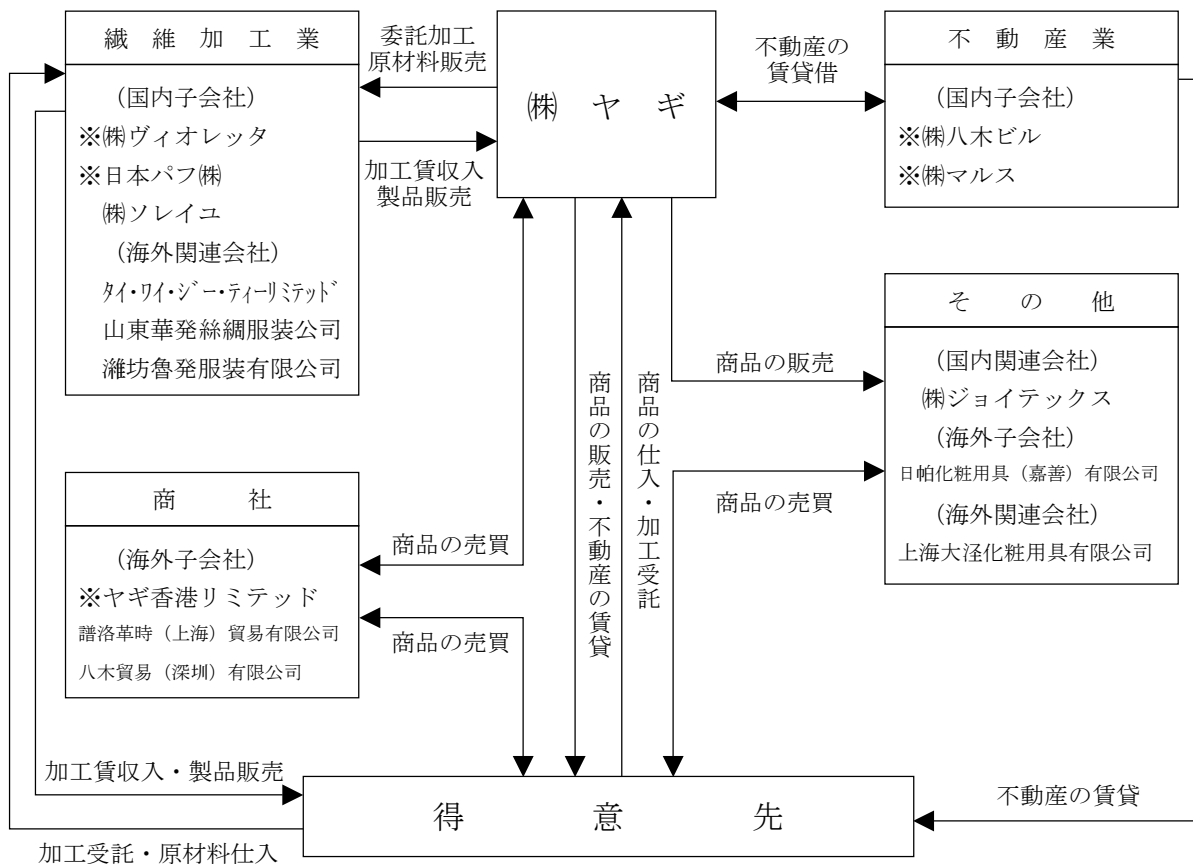 繊維加工業
(国内子会社)
※㈱ヴィオレッタ
※日本パフ㈱
㈱ソレイユ
(海外関連会社)
ﾀｲ・ﾜｲ・ｼﾞｰ・ﾃｨｰﾘﾐﾃｯﾄﾞ
山東華発絲綢服装公司
濰坊魯発服装有限公司
委託加工
原材料販売
加工賃収入
製品販売
㈱ヤギ
不動産の
賃貸借
不動産業
(国内子会社)
※㈱八木ビル
※㈱マルス
その他
(国内関連会社)
㈱ジョイテックス
(海外子会社)
日帕化粧用具（嘉善）有限公司
(海外関連会社)
上海大淫化粧用具有限公司
商品の販売
商品の売買
商品の販売・不動産の賃貸
商品の仕入・加工受託
商社
(海外子会社)
※ヤギ香港リミテッド
譜洛革時（上海）貿易有限公司
八木貿易（深圳）有限公司
商品の売買
商品の売買
加工賃収入・製品販売
得意先
不動産の賃貸
加工受託・原材料仕入